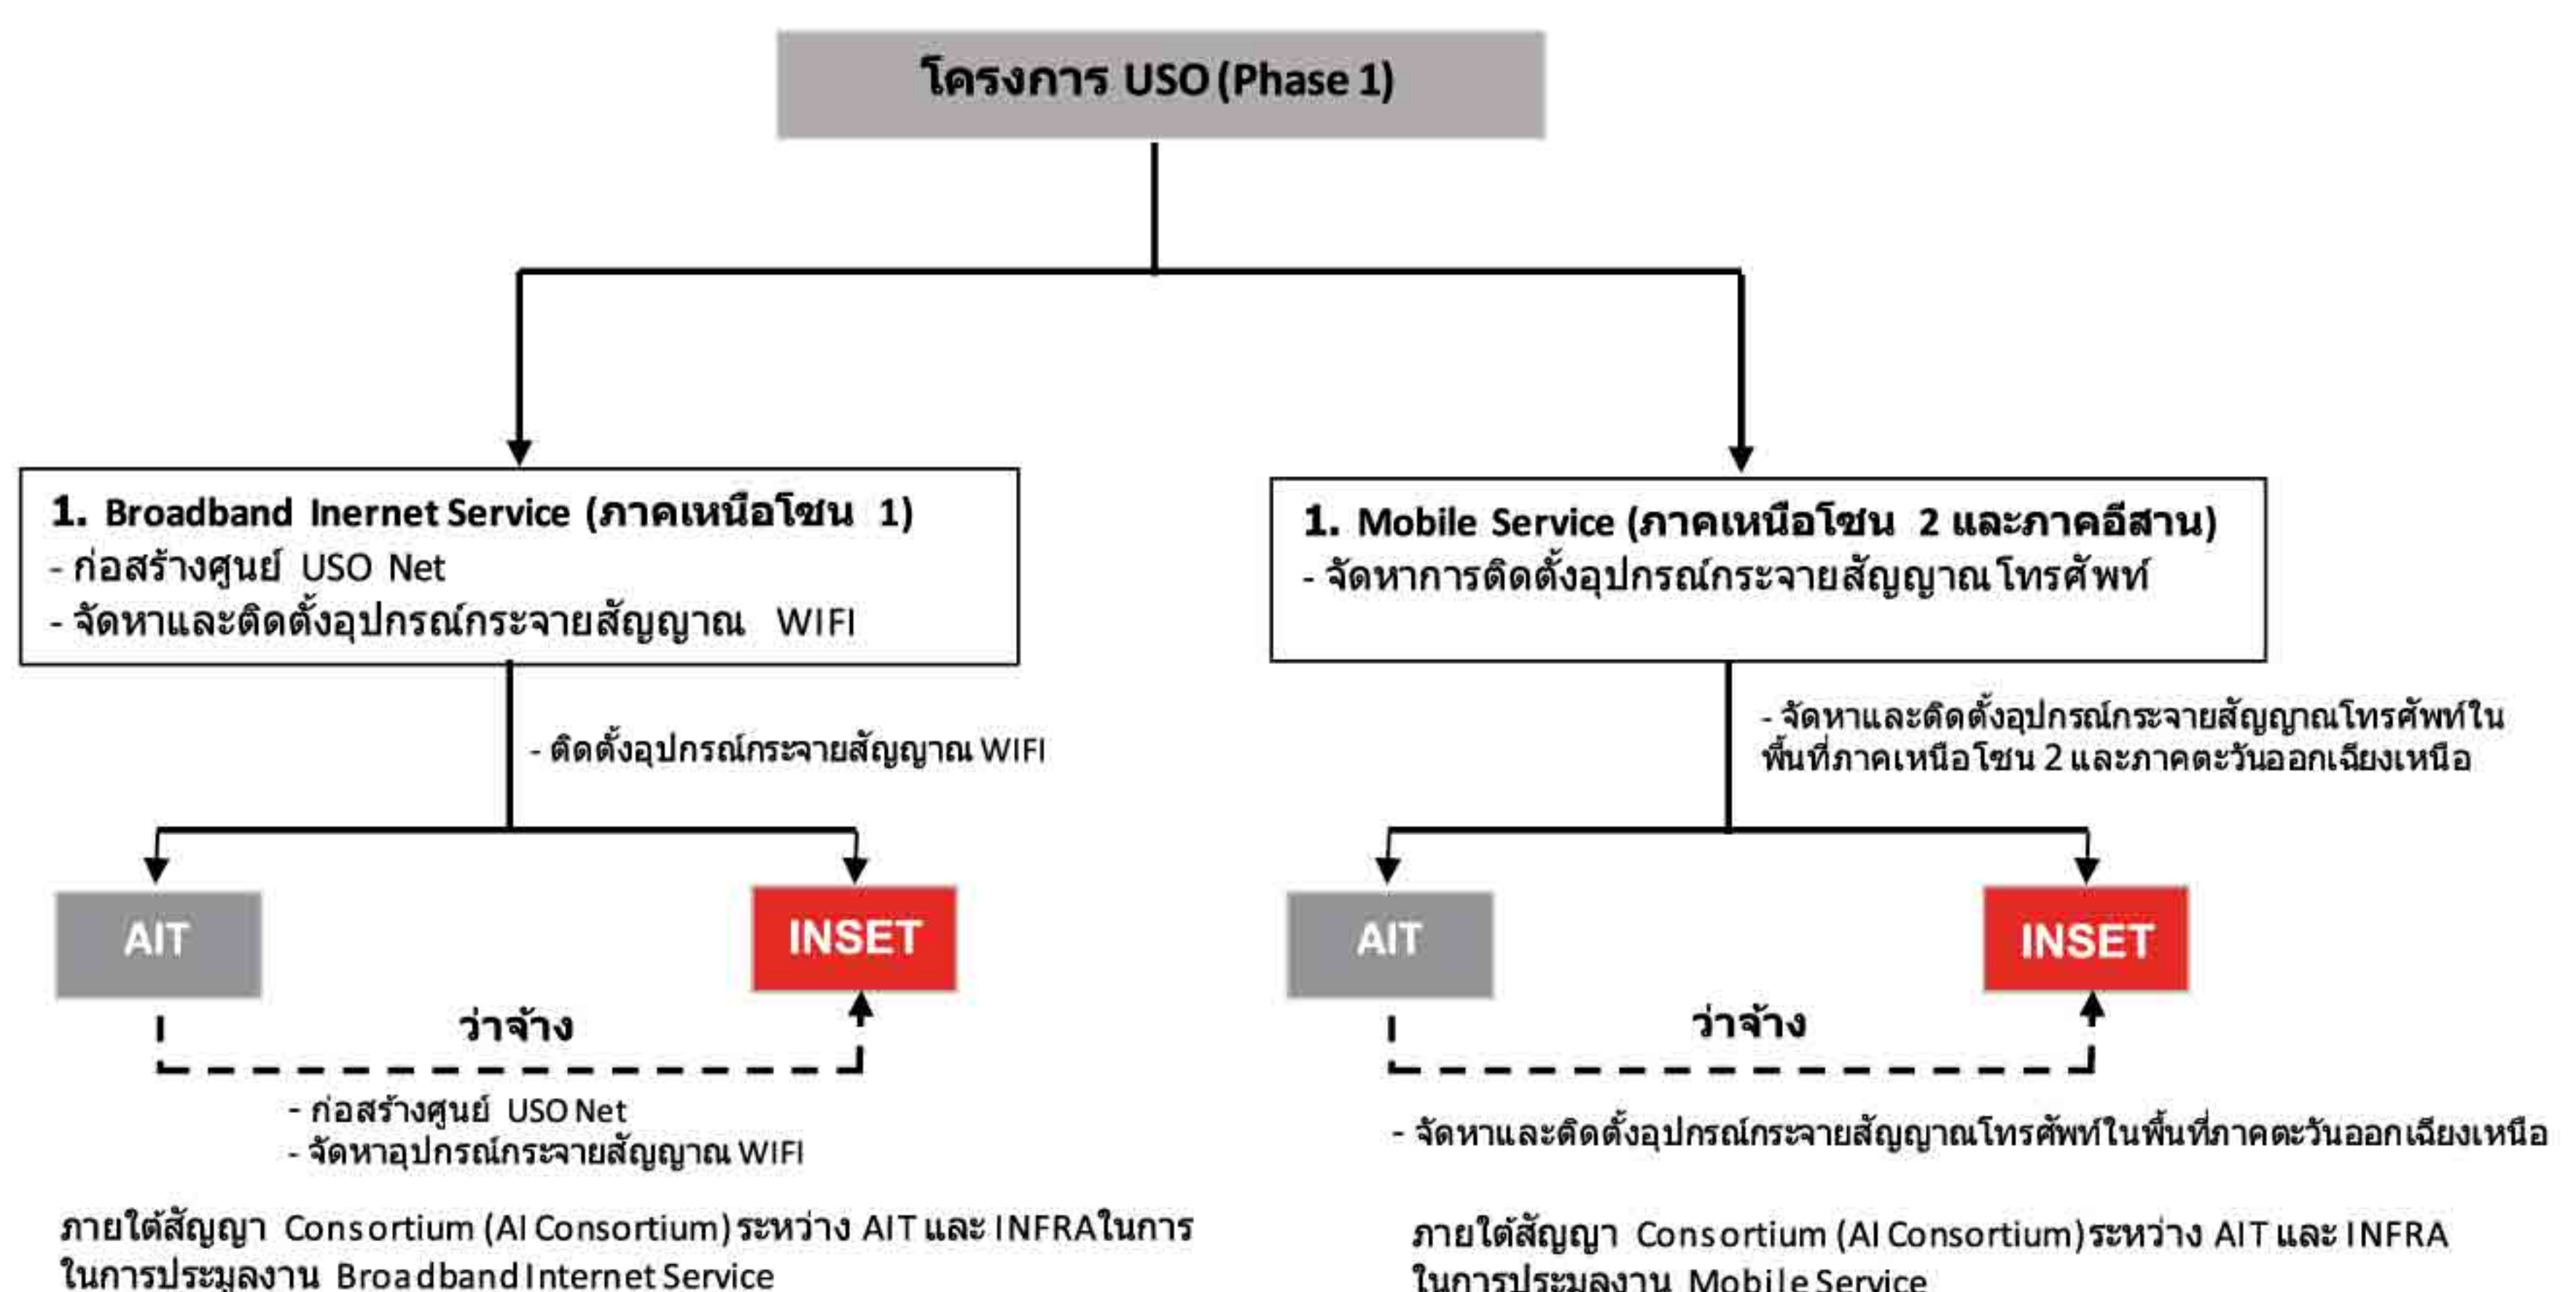 โครงการ USO (Phase 1)
1. Broadband Inernet Service (ภาคเหนือโซน 1)
- ก่อสร้างศูนย์ USO Net
- จัดหาและติดตั้งอุปกรณ์กระจายสัญญาณ WIFI
1. Mobile Service (ภาคเหนือโซน 2 และภาคอีสาน)
- จัดหาการติดตั้งอุปกรณ์กระจายสัญญาณโทรศัพท์
- ติดตั้งอุปกรณ์กระจายสัญญาณ WIFI
- จัดหาและติดตั้งอุปกรณ์กระจายสัญญาณโทรศัพท์ใน
พื้นที่ภาคเหนือโซน 2 และภาคตะวันออกเฉียงเหนือ
AIT
INSET
ว่าจ้าง
- ก่อสร้างศูนย์ USO Net
- จัดหาอุปกรณ์กระจายสัญญาณ WIFI
ภายใต้สัญญา Consortium (AI Consortium) ระหว่าง AIT และ INFRAในการ
ในการประมูลงาน Broadband Internet Service
AIT
INSET
ว่าจ้าง
- จัดหาและติดตั้งอุปกรณ์กระจายสัญญาณโทรศัพท์ในพื้นที่ภาคตะวันออกเฉียงเหนือ
ภายใต้สัญญา Consortium (AI Consortium) ระหว่าง AIT และ INFRA
ในการประมูลงาน Mobile Service